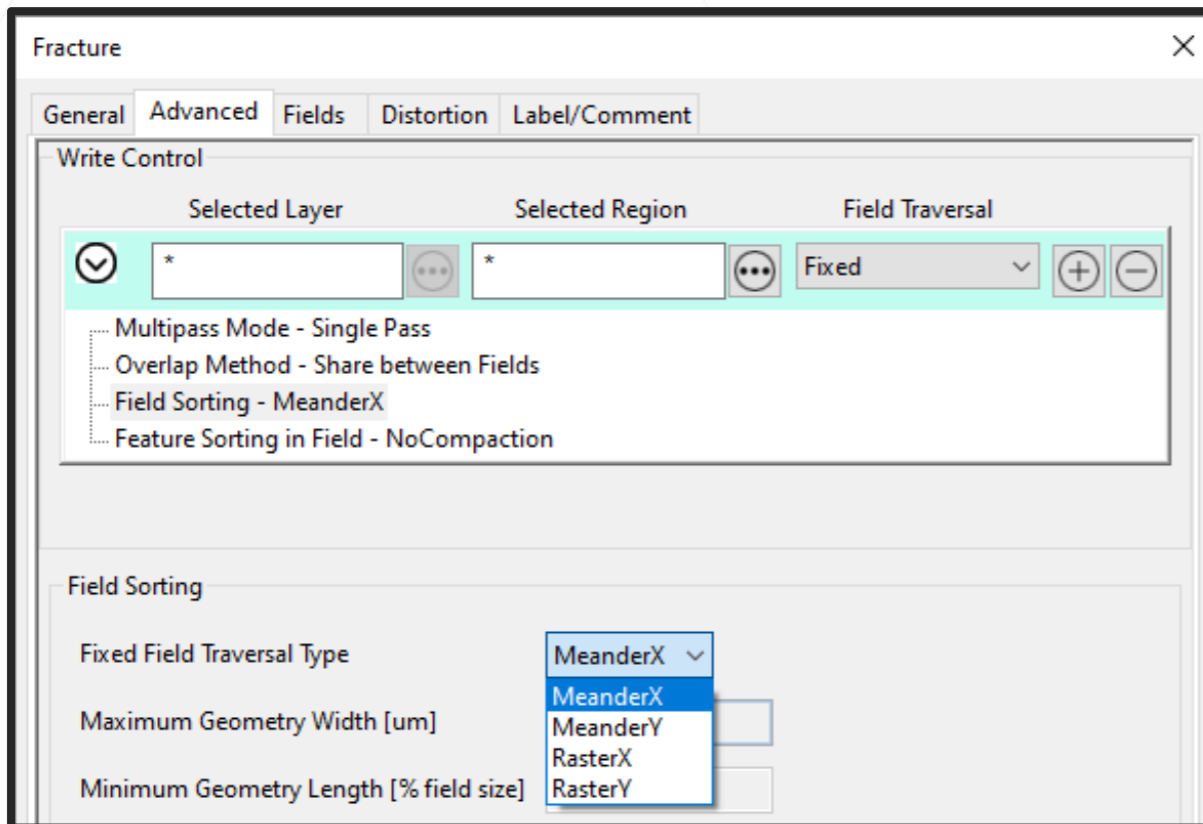 Fracture
General Advanced Fields Distortion Label/Comment
Write Control
Selected Layer Selected Region Field Traversal
* * Fixed
Multipass Mode - Single Pass
Overlap Method - Share between Fields
Field Sorting - MeanderX
Feature Sorting in Field - NoCompaction
Field Sorting
Fixed Field Traversal Type MeanderX
MeanderX
Maximum Geometry Width [um]
MeanderY
RasterX
Minimum Geometry Length [% field size] RasterY